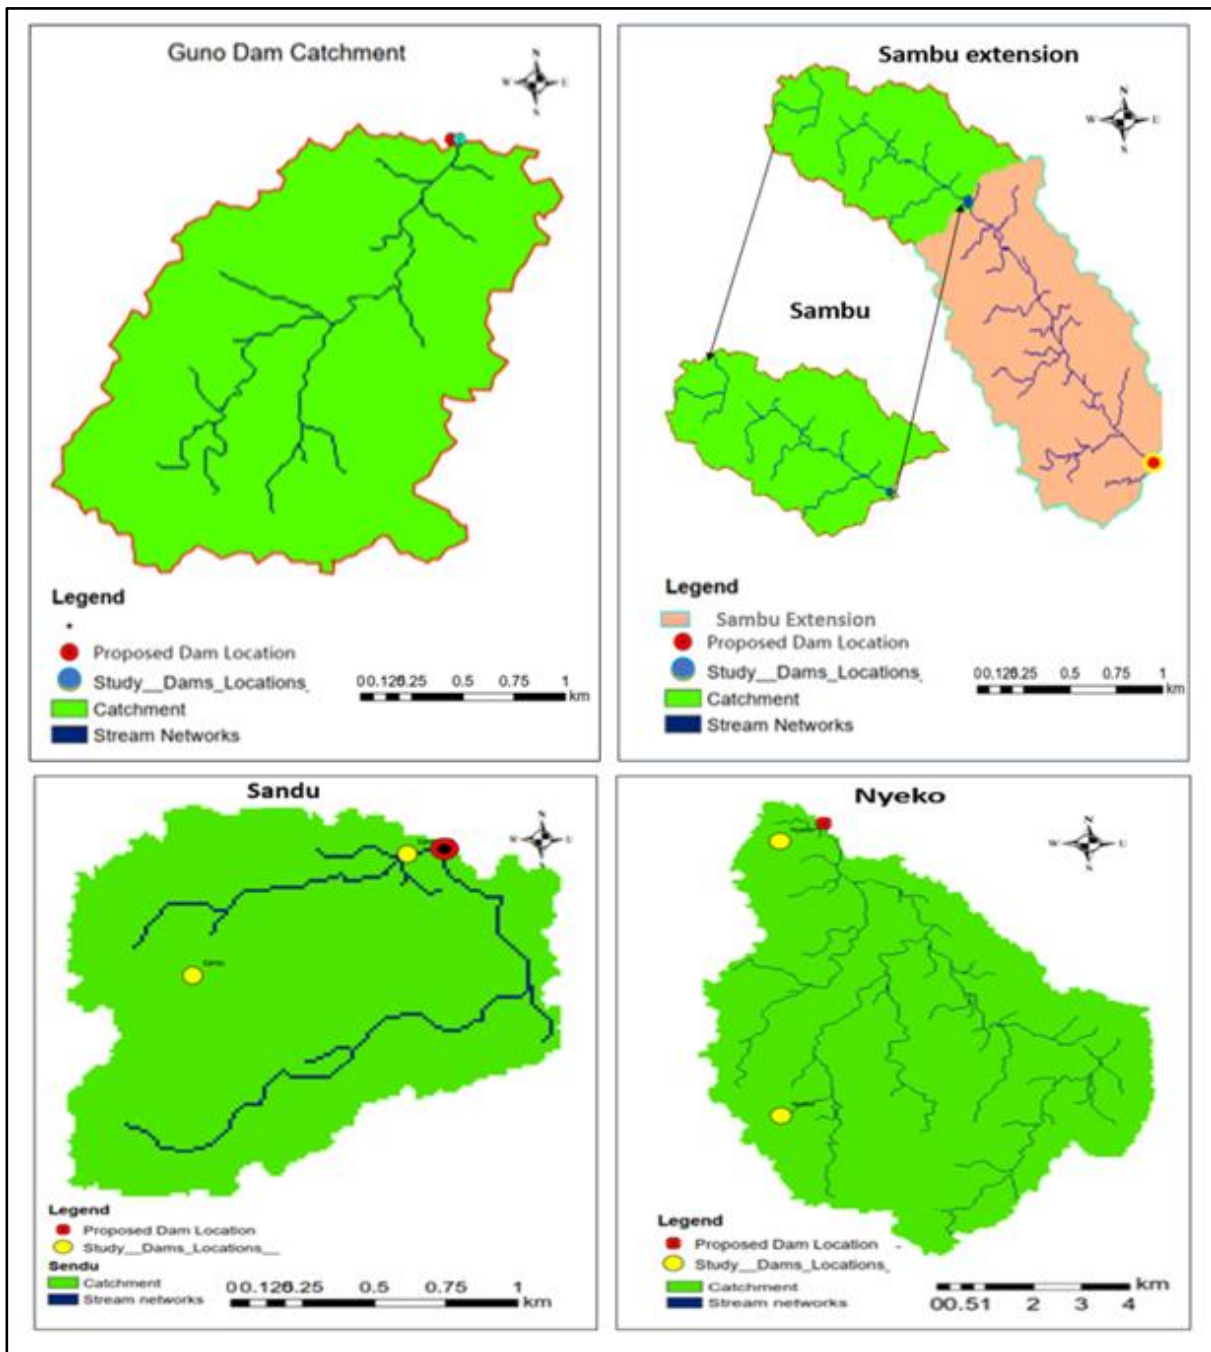 Guno Dam Catchment
N
W U
S
Legend
Proposed Dam Location
Study__Dams_Locations_
Catchment
Stream Networks
00.1250.25 0.5 0.75 1
km
Sambu extension
N
W U
S
Sambu
Legend
Sambu Extension
Proposed Dam Location
Study__Dams_Locations_
Catchment
Stream Networks
00.1250.25 0.5 0.75 1
km
Sandu
N
W U
S
Legend
Proposed Dam Location
Study__Dams_Locations__
Sendu
Catchment
Stream networks
00.1250.25 0.5 0.75 1
km
Nyeko
N
W U
S
Legend
Proposed Dam Location
Study__Dams_Locations_
Catchment
Stream networks
km
00.51 2 3 4